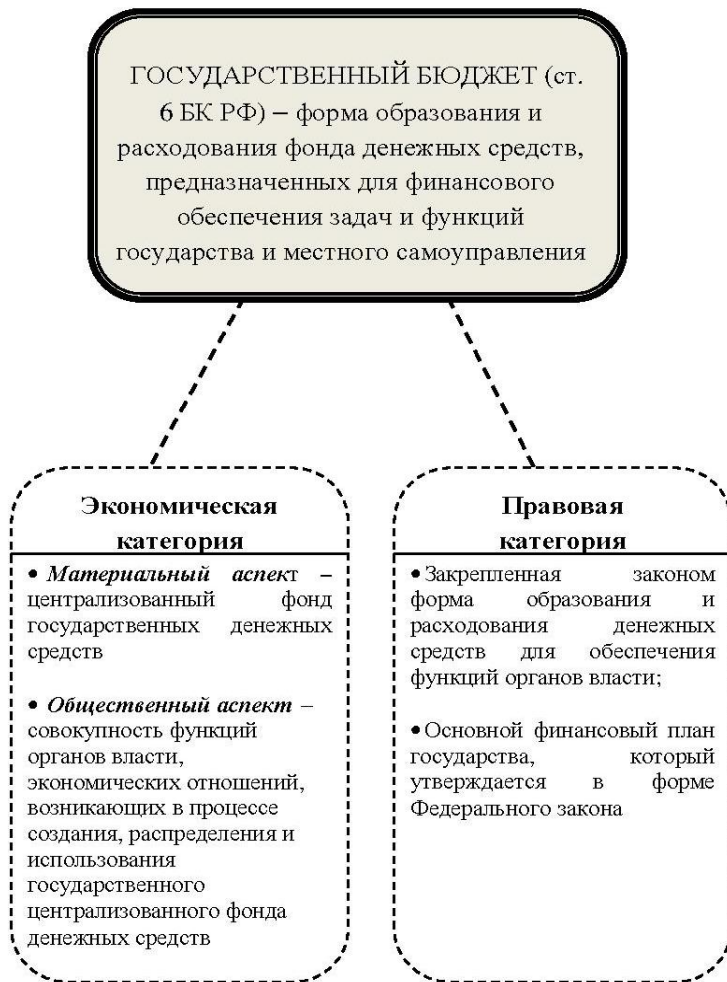 ГОСУДАРСТВЕННЫЙ БЮДЖЕТ (ст.
6 БК РФ) – форма образования и
расходования фонда денежных средств,
предназначенных для финансового
обеспечения задач и функций
государства и местного самоуправления
Экономическая
категория
• Материальный аспект –
централизованный фонд
государственных денежных
средств
• Общественный аспект –
совокупность функций
органов власти,
экономических отношений,
возникающих в процессе
создания, распределения и
использования
государственного
централизованного фонда
денежных средств
Правовая
категория
• Закрепленная законом
форма образования и
расходования денежных
средств для обеспечения
функций органов власти;
• Основной финансовый план
государства, который
утверждается в форме
Федерального закона